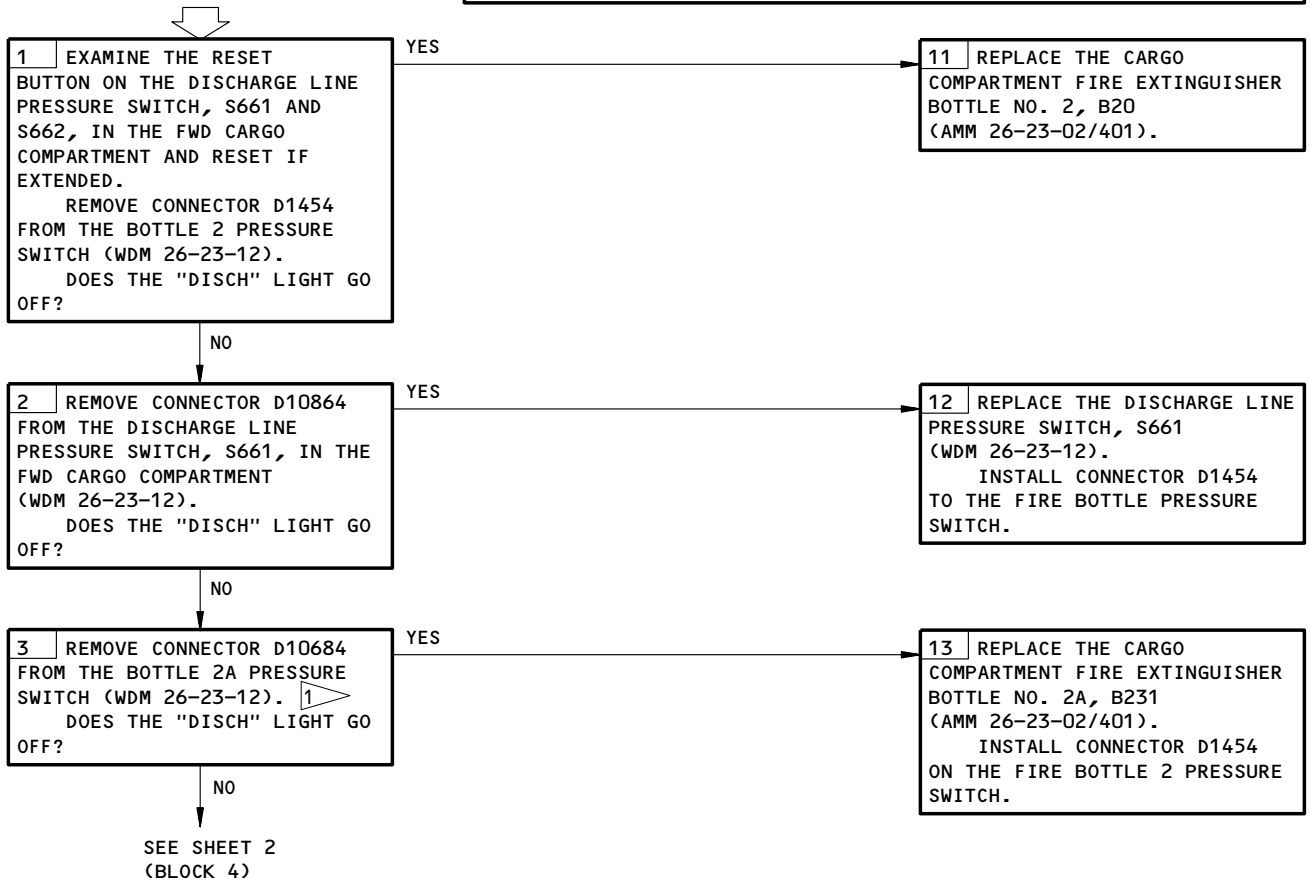 1 EXAMINE THE RESET
BUTTON ON THE DISCHARGE LINE
PRESSURE SWITCH, S661 AND
S662, IN THE FWD CARGO
COMPARTMENT AND RESET IF
EXTENDED.
REMOVE CONNECTOR D1454
FROM THE BOTTLE 2 PRESSURE
SWITCH (WDM 26-23-12).
DOES THE "DISCH" LIGHT GO
OFF?
YES
11 REPLACE THE CARGO
COMPARTMENT FIRE EXTINGUISHER
BOTTLE NO. 2, B20
(AMM 26-23-02/401).
NO
2 REMOVE CONNECTOR D10864
FROM THE DISCHARGE LINE
PRESSURE SWITCH, S661, IN THE
FWD CARGO COMPARTMENT
(WDM 26-23-12).
DOES THE "DISCH" LIGHT GO
OFF?
YES
12 REPLACE THE DISCHARGE LINE
PRESSURE SWITCH, S661
(WDM 26-23-12).
INSTALL CONNECTOR D1454
TO THE FIRE BOTTLE PRESSURE
SWITCH.
NO
3 REMOVE CONNECTOR D10684
FROM THE BOTTLE 2A PRESSURE
SWITCH (WDM 26-23-12). 1
DOES THE "DISCH" LIGHT GO
OFF?
YES
13 REPLACE THE CARGO
COMPARTMENT FIRE EXTINGUISHER
BOTTLE NO. 2A, B231
(AMM 26-23-02/401).
INSTALL CONNECTOR D1454
ON THE FIRE BOTTLE 2 PRESSURE
SWITCH.
NO
SEE SHEET 2
(BLOCK 4)